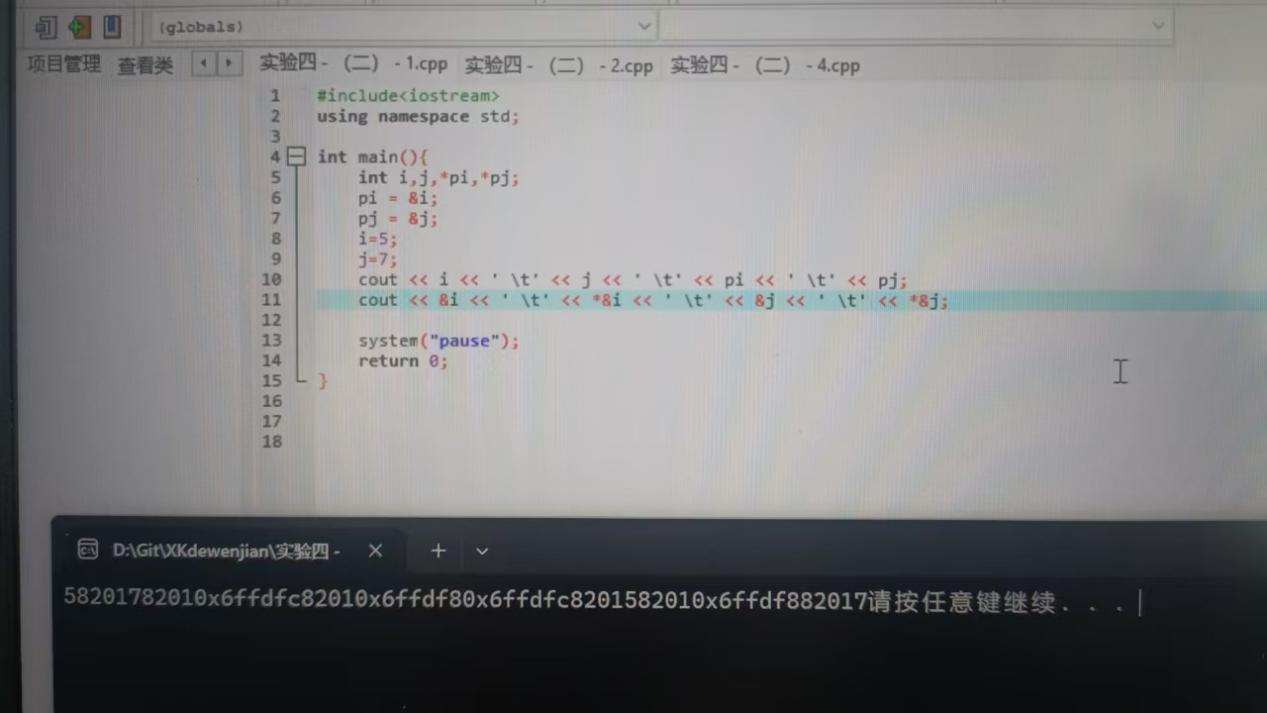 (globals)
项目管理 查看类 实验四 - （二） - 1.cpp 实验四 - （二） - 2.cpp 实验四 - （二） - 4.cpp
1 #include<iostream>
2 using namespace std;
3
4 int main(){
5 int i,j,*pi,*pj;
6 pi = &i;
7 pj = &j;
8 i=5;
9 j=7;
10 cout << i << ' \t' << j << ' \t' << pi << ' \t' << pj;
11 cout << &i << ' \t' << *&i << ' \t' << &j << ' \t' << *&j;
12
13 system("pause");
14 return 0;
15 }
16
17
18
D:\Git\XKdewenjian\实验四 -
58201782010x6ffdfc82010x6ffdf80x6ffdfc8201582010x6ffdf882017请按任意键继续. . .